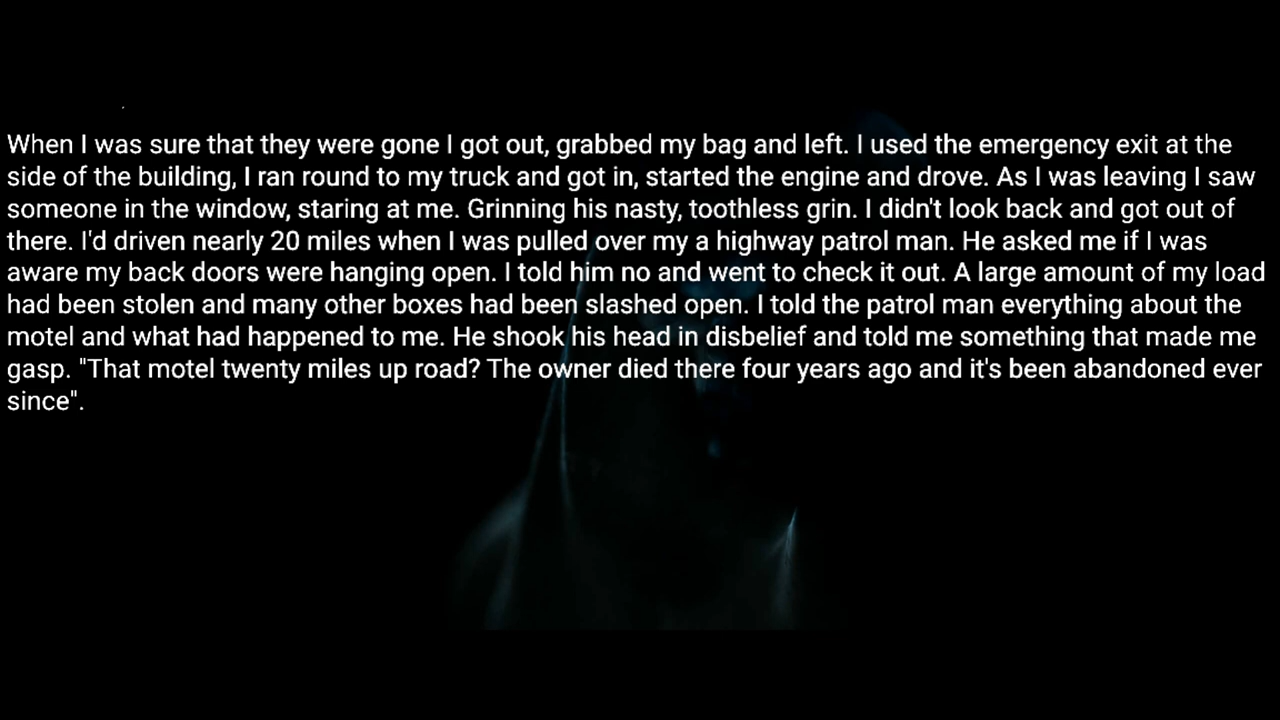 When I was sure that they were gone I got out, grabbed my bag and left. I used the emergency exit at the
side of the building, I ran round to my truck and got in, started the engine and drove. As I was leaving I saw
someone in the window, staring at me. Grinning his nasty, toothless grin. I didn't look back and got out of
there. I'd driven nearly 20 miles when I was pulled over my a highway patrol man. He asked me if I was
aware my back doors were hanging open. I told him no and went to check it out. A large amount of my load
had been stolen and many other boxes had been slashed open. I told the patrol man everything about the
motel and what had happened to me. He shook his head in disbelief and told me something that made me
gasp. "That motel twenty miles up road? The owner died there four years ago and it's been abandoned ever
since".